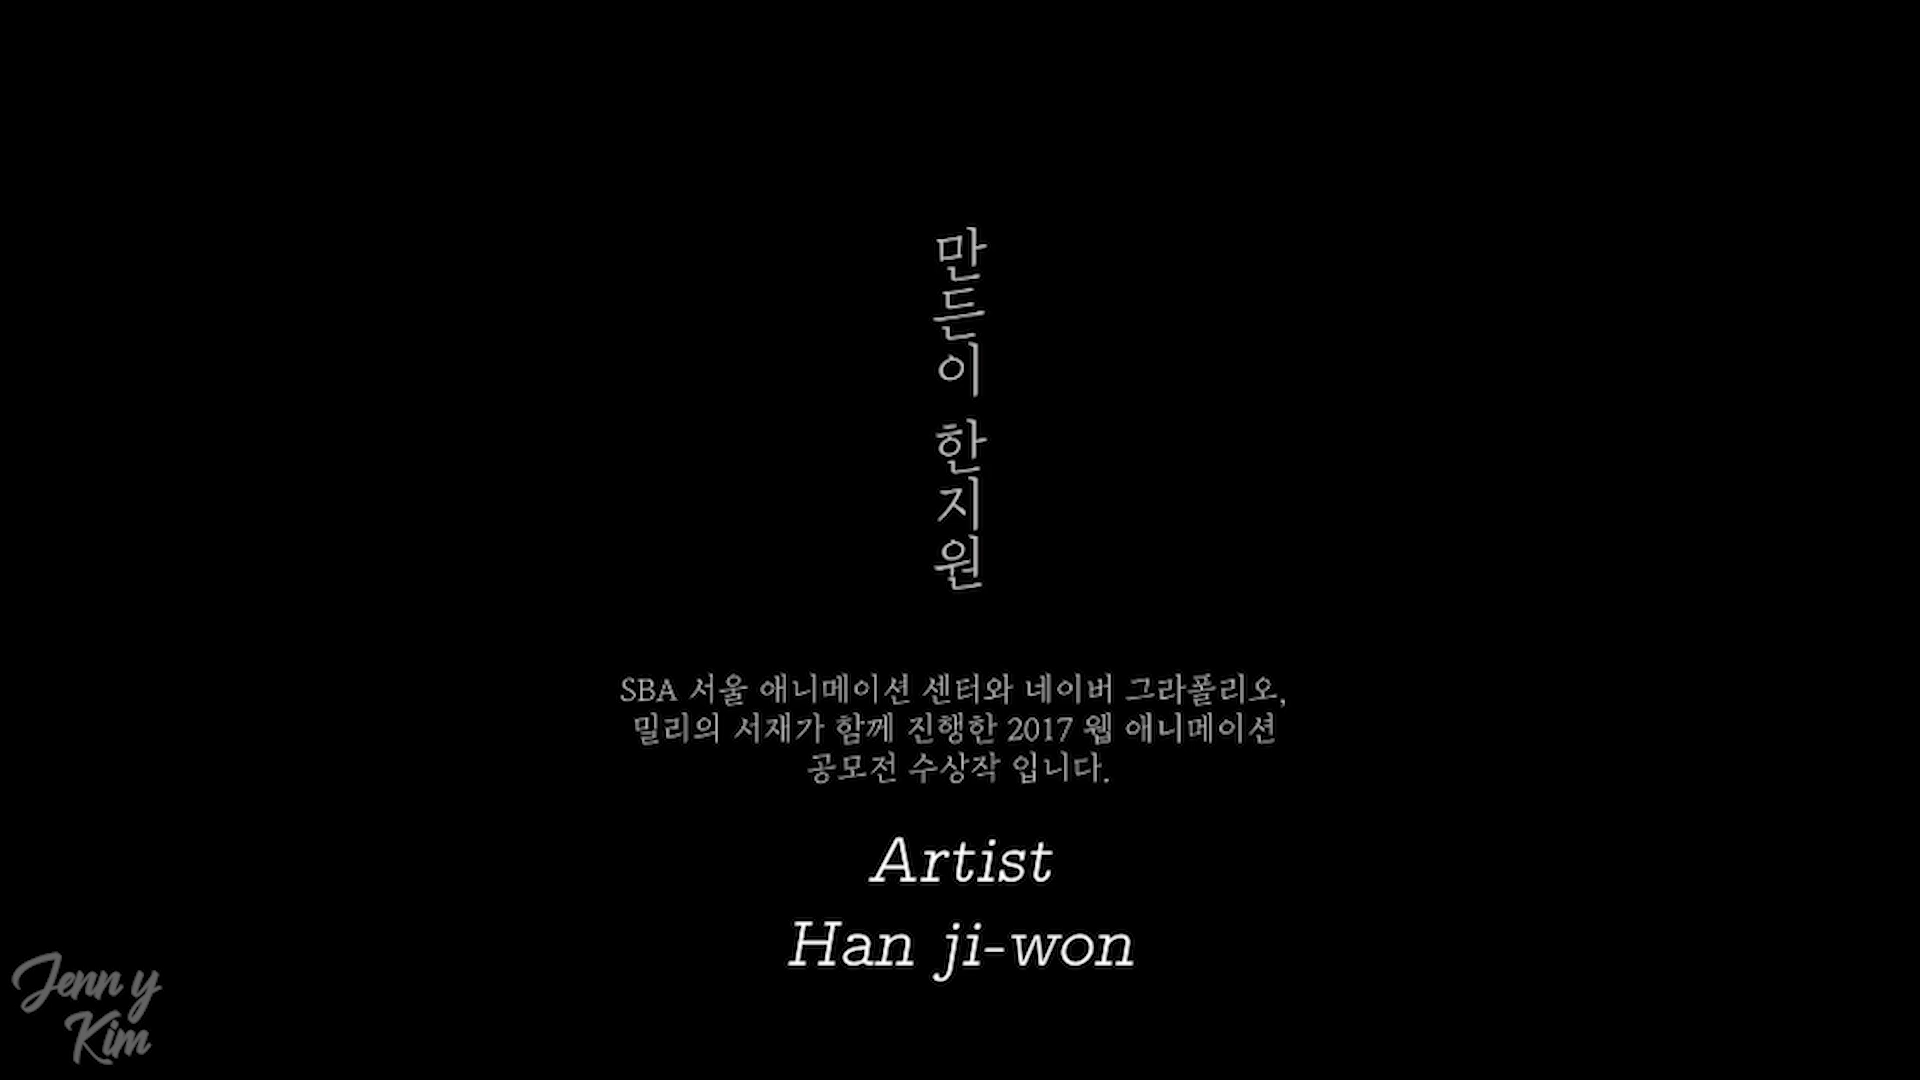 만든이 한지원
SBA 서울 애니메이션 센터와 네이버 그라폴리오,
밀리의 서재가 함께 진행한 2017 웹 애니메이션
공모전 수상작 입니다.
Artist
Han ji-won
Jenny
Kim